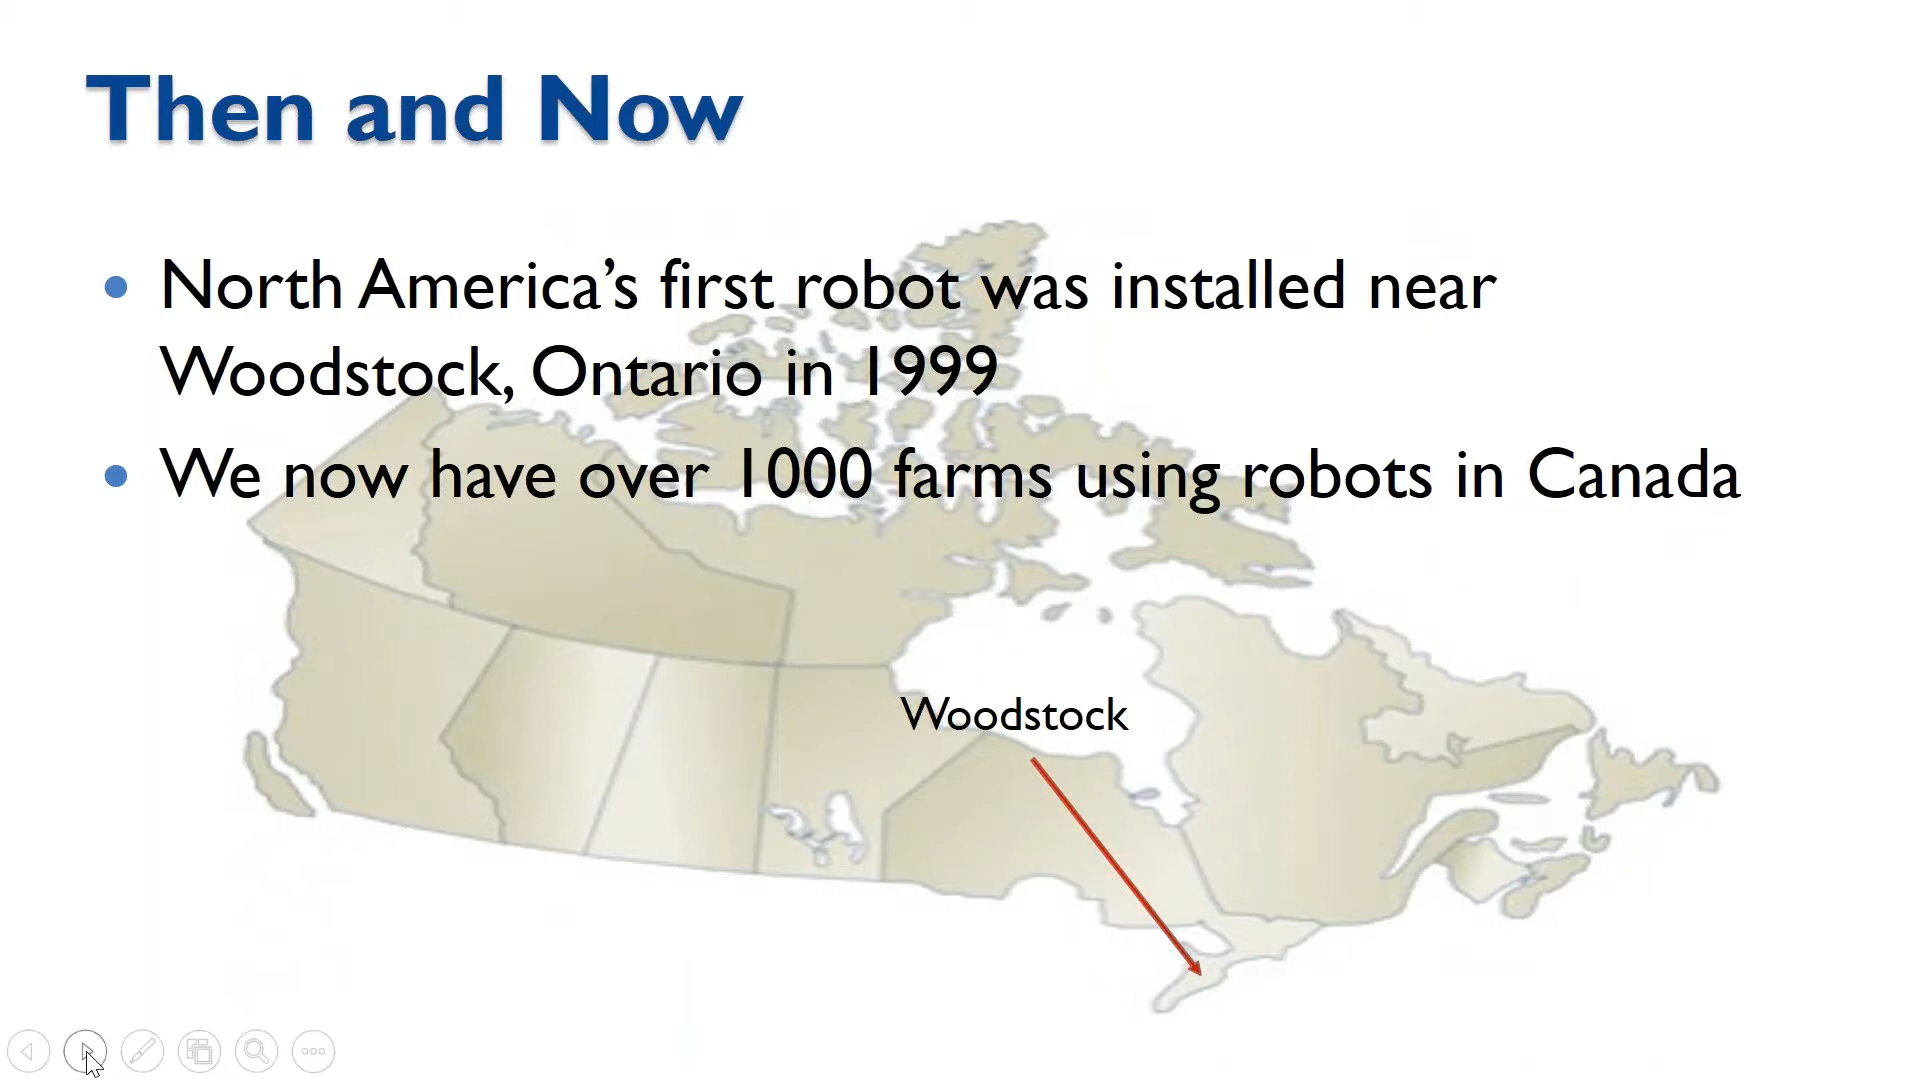 Then and Now
• North America’s first robot was installed near
Woodstock, Ontario in 1999
• We now have over 1000 farms using robots in Canada
Woodstock